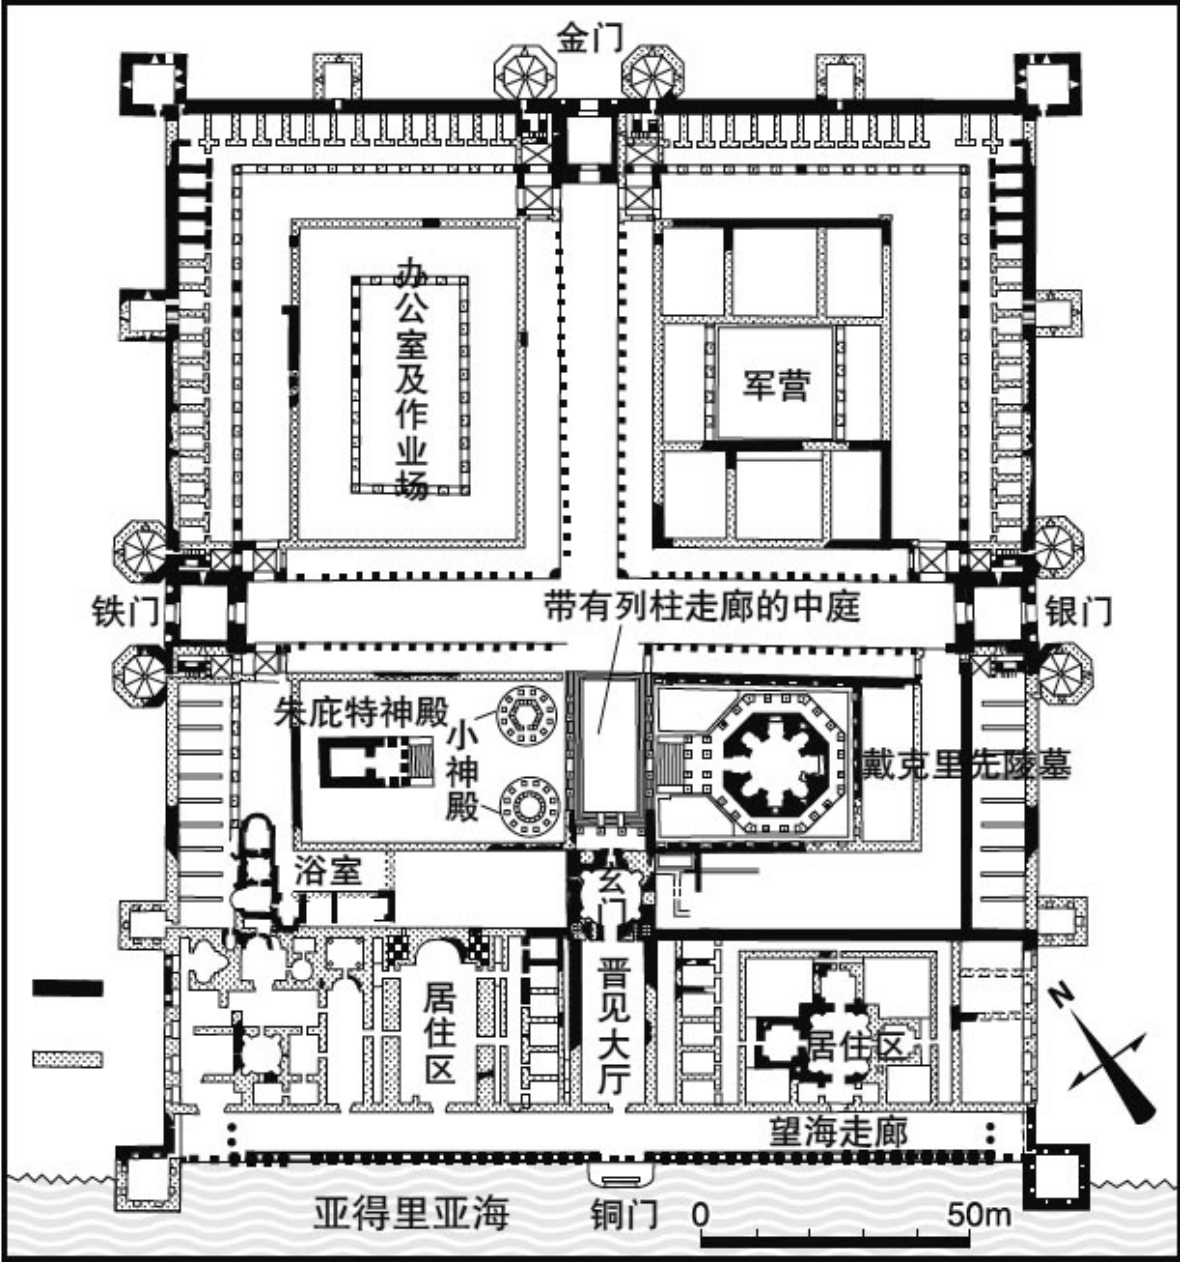 金门
办公室及作业场
军营
铁门
带有列柱走廊的中庭
银门
朱庇特神殿
小神殿
戴克里先陵墓
浴室
玄门
晋见大厅
居住区
居住区
N
望海走廊
亚得里亚海
铜门
0
50m